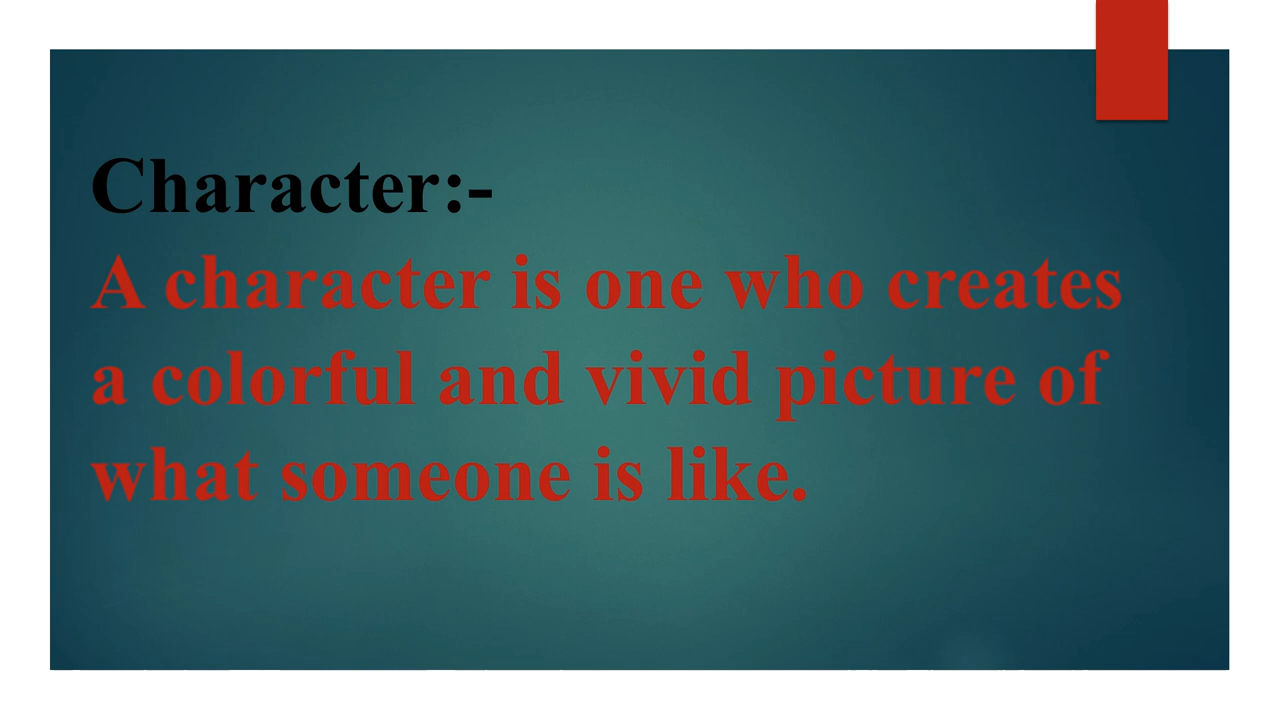 Character:-
A character is one who creates
a colorful and vivid picture of
what someone is like.